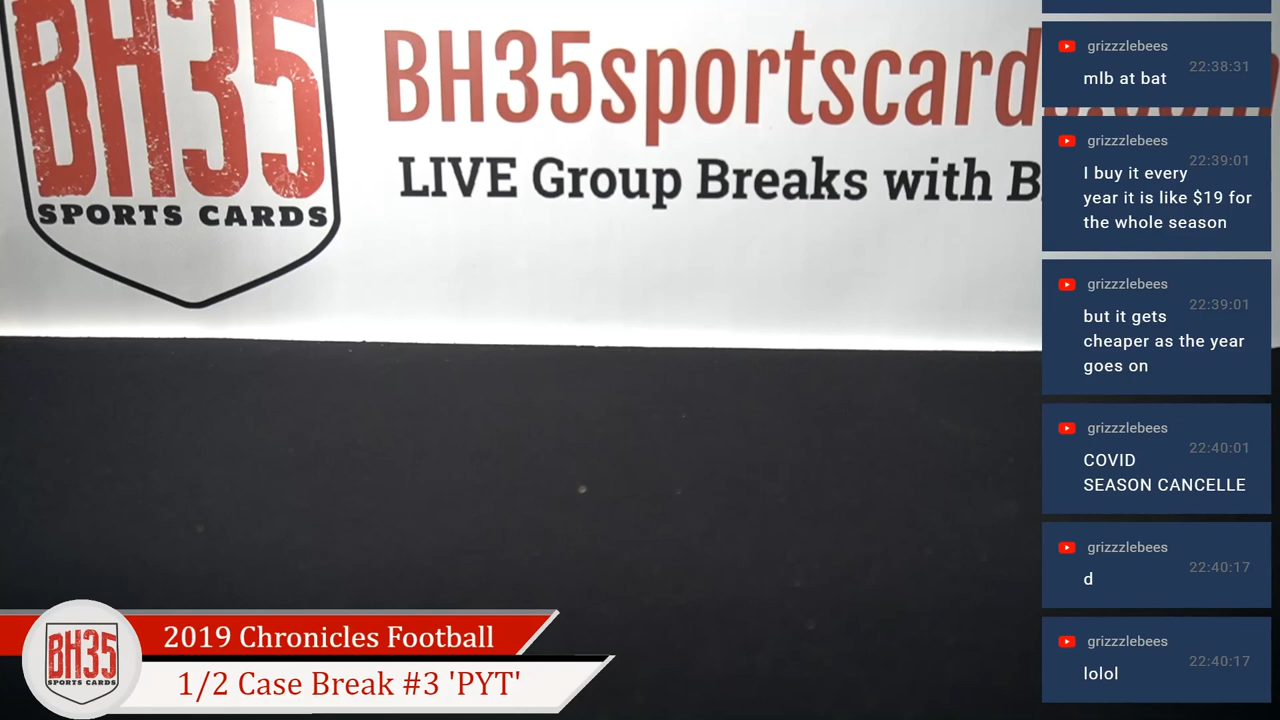 BH35
SPORTS CARDS
BH35sportscard
LIVE Group Breaks with
grizzzlebees
22:38:31
mlb at bat
grizzzlebees
22:39:01
I buy it every
year it is like $19 for
the whole season
grizzzlebees
22:39:01
but it gets
cheaper as the year
goes on
grizzzlebees
22:40:01
COVID
SEASON CANCELLE
grizzzlebees
22:40:17
d
grizzzlebees
22:40:17
lolol
BH35
SPORTS CARDS
2019 Chronicles Football
1/2 Case Break #3 'PYT'